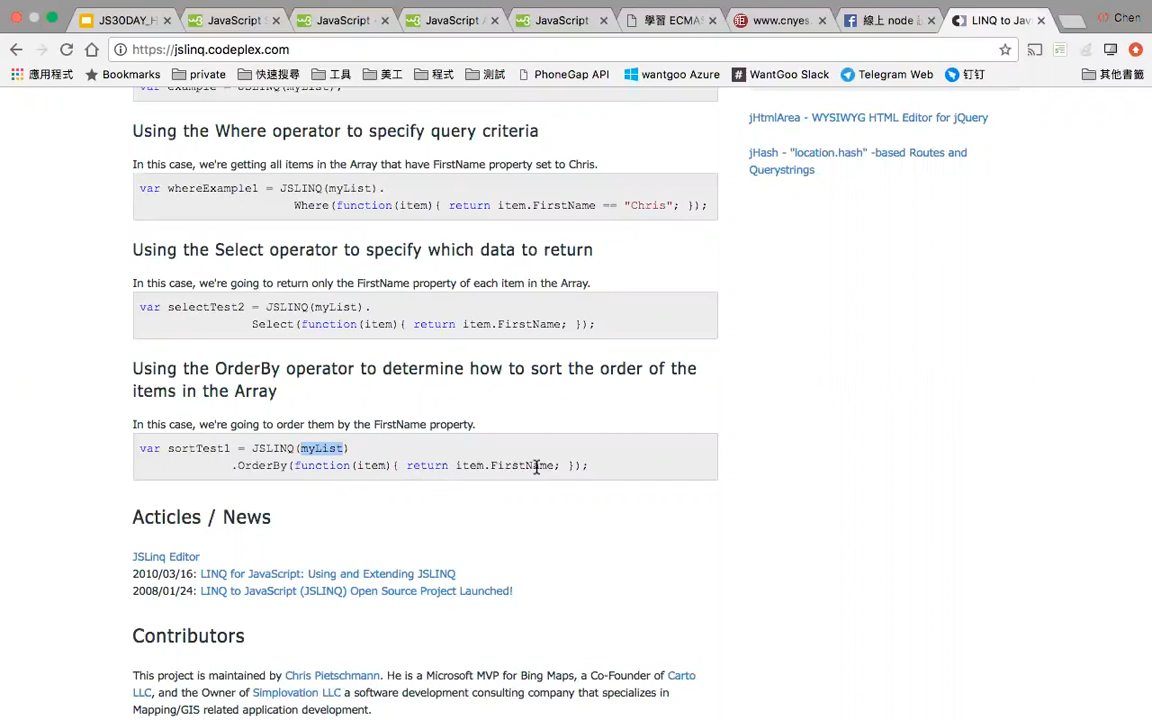 JS30DAY_H
JavaScript S
JavaScript
JavaScript A
JavaScript
學習 ECMAS
www.cnyes.
線上 node
LINQ to Jav
Chen
https://jslinq.codeplex.com
應用程式 Bookmarks private 快速搜尋 工具 美工 程式 測試 PhoneGap API wantgoo Azure WantGoo Slack Telegram Web 钉钉 其他書籤
var example = JSLINQ(myList);
Using the Where operator to specify query criteria
In this case, we're getting all items in the Array that have FirstName property set to Chris.
var whereExample1 = JSLINQ(myList).
Where(function(item){ return item.FirstName == "Chris"; });
Using the Select operator to specify which data to return
In this case, we're going to return only the FirstName property of each item in the Array.
var selectTest2 = JSLINQ(myList).
Select(function(item){ return item.FirstName; });
Using the OrderBy operator to determine how to sort the order of the
items in the Array
In this case, we're going to order them by the FirstName property.
var sortTest1 = JSLINQ(myList)
.OrderBy(function(item){ return item.FirstName; });
Acticles / News
JSLinq Editor
2010/03/16: LINQ for JavaScript: Using and Extending JSLINQ
2008/01/24: LINQ to JavaScript (JSLINQ) Open Source Project Launched!
Contributors
This project is maintained by Chris Pietschmann. He is a Microsoft MVP for Bing Maps, a Co-Founder of Carto
LLC, and the Owner of Simplovation LLC a software development consulting company that specializes in
Mapping/GIS related application development.
jHtmlArea - WYSIWYG HTML Editor for jQuery
jHash - "location.hash" -based Routes and
Querystrings